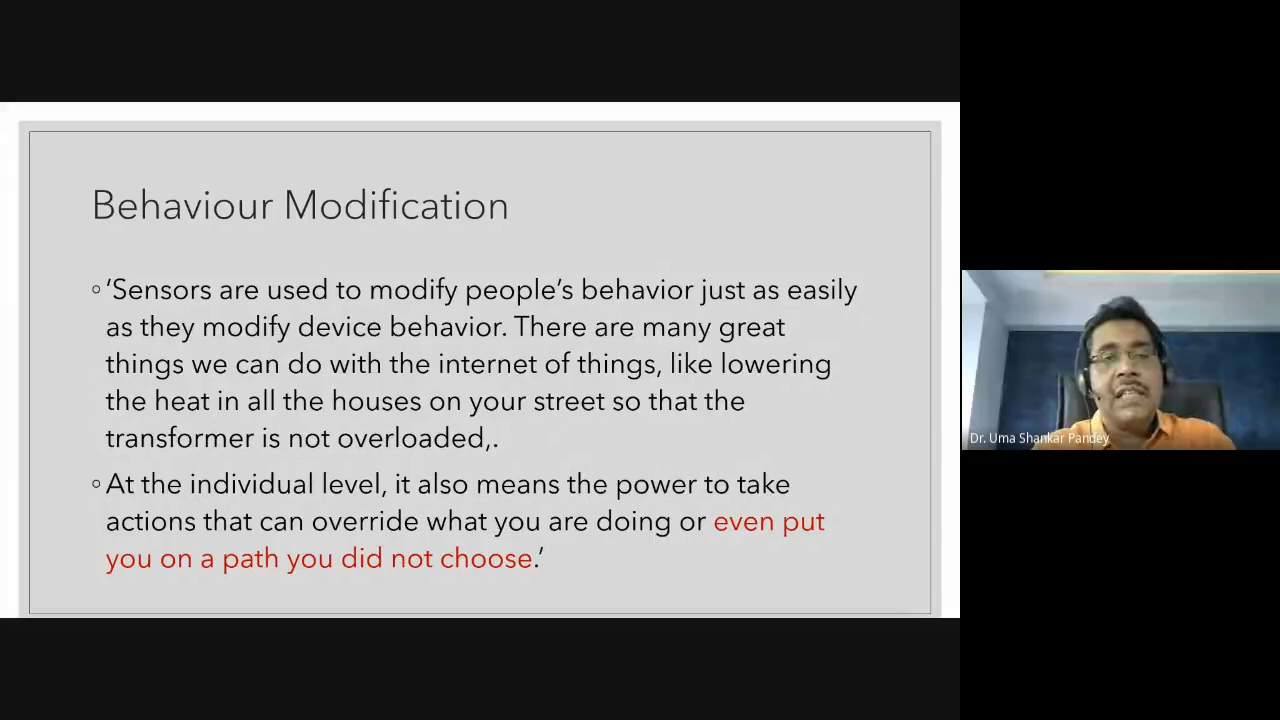 Behaviour Modification
◦ ‘Sensors are used to modify people’s behavior just as easily
as they modify device behavior. There are many great
things we can do with the internet of things, like lowering
the heat in all the houses on your street so that the
transformer is not overloaded,.
◦ At the individual level, it also means the power to take
actions that can override what you are doing or even put
you on a path you did not choose.’
Dr. Uma Shankar Pandey